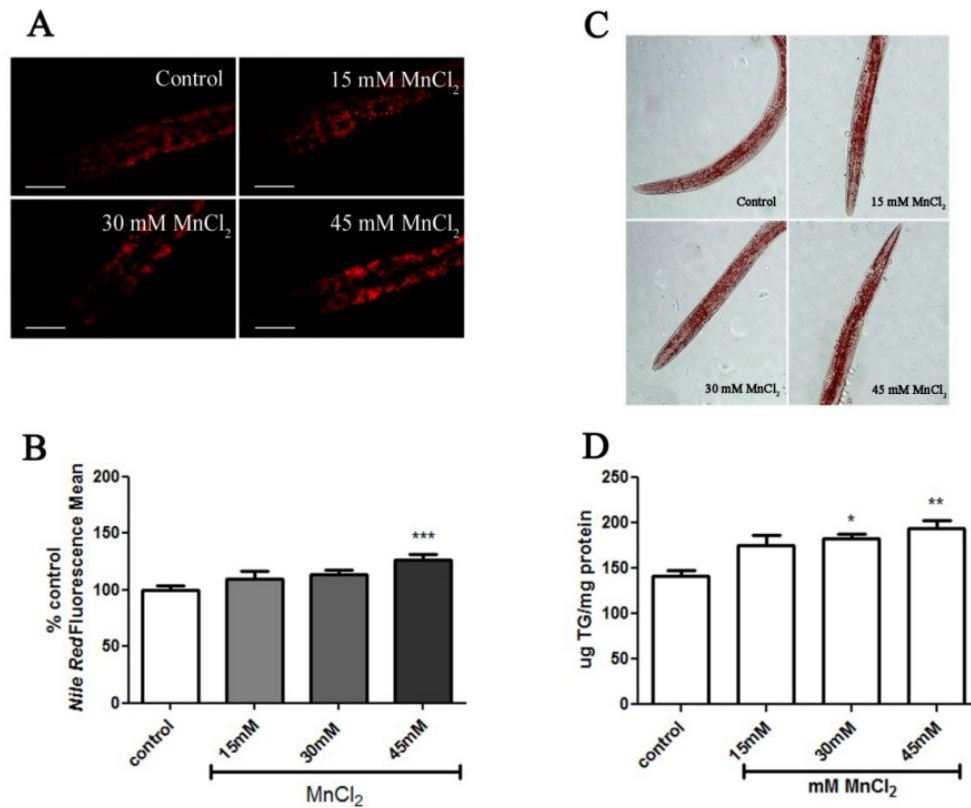 A
Control
15 mM MnCl₂
30 mM MnCl₂
45 mM MnCl₂
C
Control
15 mM MnCl₂
30 mM MnCl₂
45 mM MnCl₂
B
% control
Nile Red Fluorescence Mean
200
150
100
50
0
***
control
15mM
30mM
45mM
MnCl₂
D
ug TG/mg protein
250
200
150
100
50
0
*
**
control
15mM
30mM
45mM
mM MnCl₂